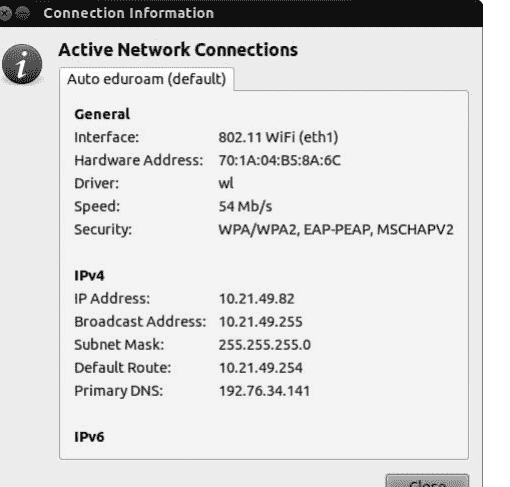 Connection Information
Active Network Connections
Auto eduroam (default)
General
Interface: 802.11 WiFi (eth1)
Hardware Address: 70:1A:04:B5:8A:6C
Driver: wl
Speed: 54 Mb/s
Security: WPA/WPA2, EAP-PEAP, MSCHAPV2
IPv4
IP Address: 10.21.49.82
Broadcast Address: 10.21.49.255
Subnet Mask: 255.255.255.0
Default Route: 10.21.49.254
Primary DNS: 192.76.34.141
IPv6
Close